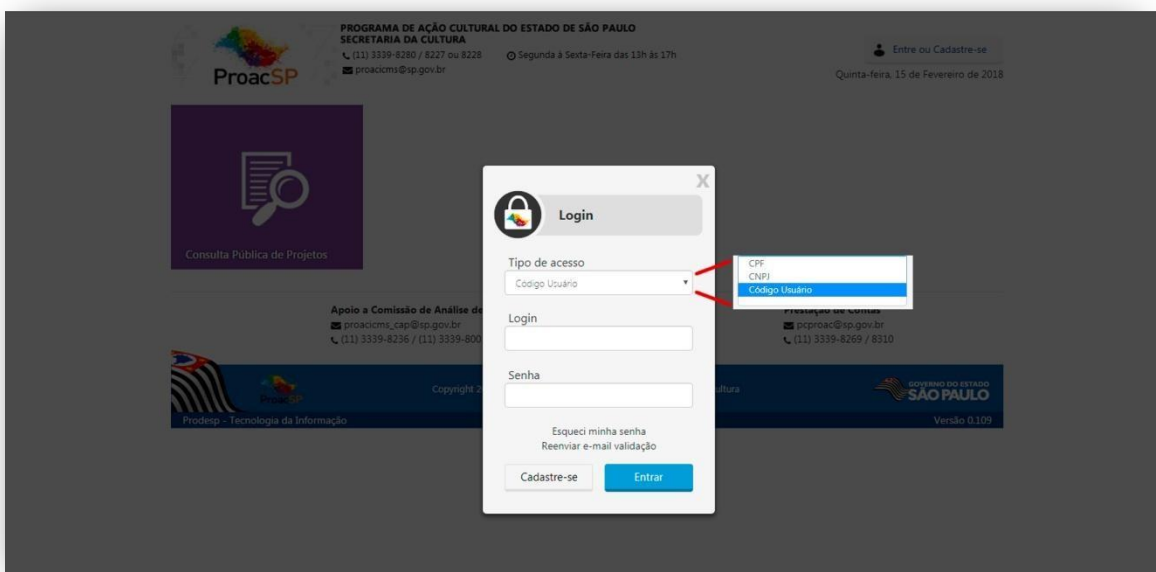 PROGRAMA DE AÇÃO CULTURAL DO ESTADO DE SÃO PAULO
SECRETARIA DA CULTURA
(11) 3339-8280 / 8227 ou 8228
Segunda à Sexta-Feira das 13h às 17h
proacicms@sp.gov.br
ProacSP
Entre ou Cadastre-se
Quinta-feira, 15 de Fevereiro de 2018
Consulta Pública de Projetos
X
Login
Tipo de acesso
Código Usuário
CPF
CNPJ
Código Usuário
Login
Senha
Esqueci minha senha
Reenviar e-mail validação
Cadastre-se
Entrar
Apoio a Comissão de Análise de
proacicms_cap@sp.gov.br
(11) 3339-8236 / (11) 3339-800
Prestação de Contas
pcproac@sp.gov.br
(11) 3339-8269 / 8310
ProacSP
Copyright 2
ultura
GOVERNO DO ESTADO
SÃO PAULO
Prodesp - Tecnologia da Informação
Versão 0.109